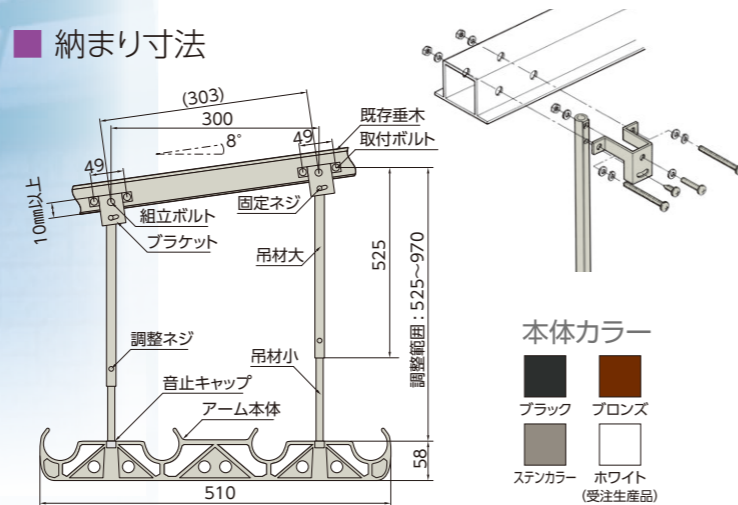 ■ 納まり寸法
(303)
300
8°
49
49
既存垂木
取付ボルト
10mm以上
組立ボルト
固定ネジ
ブラケット
吊材大
525
調整範囲：525～970
調整ネジ
吊材小
音止キャップ
アーム本体
58
510
本体カラー
ブラック ブロンズ
ステンカラー ホワイト
(受注生産品)